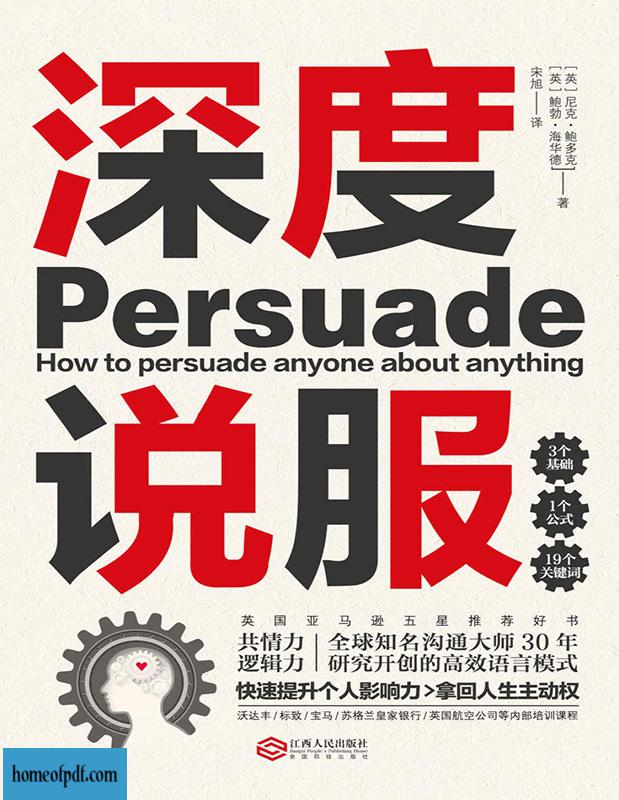 深度
[英] 尼克·鲍多克
[英] 鲍勃·海华德
——著
宋旭——译
Persuade
How to persuade anyone about anything
说服
3个
基础
1个
公式
19个
关键词
英国亚马逊五星推荐好书
共情力
逻辑力
全球知名沟通大师30年
研究开创的高效语言模式
快速提升个人影响力>拿回人生主动权
沃达丰/标致/宝马/苏格兰皇家银行/英国航空公司等内部培训课程
江西人民出版社
Jiangxi People's Publishing House
全国百佳出版社
homeofpdf.com